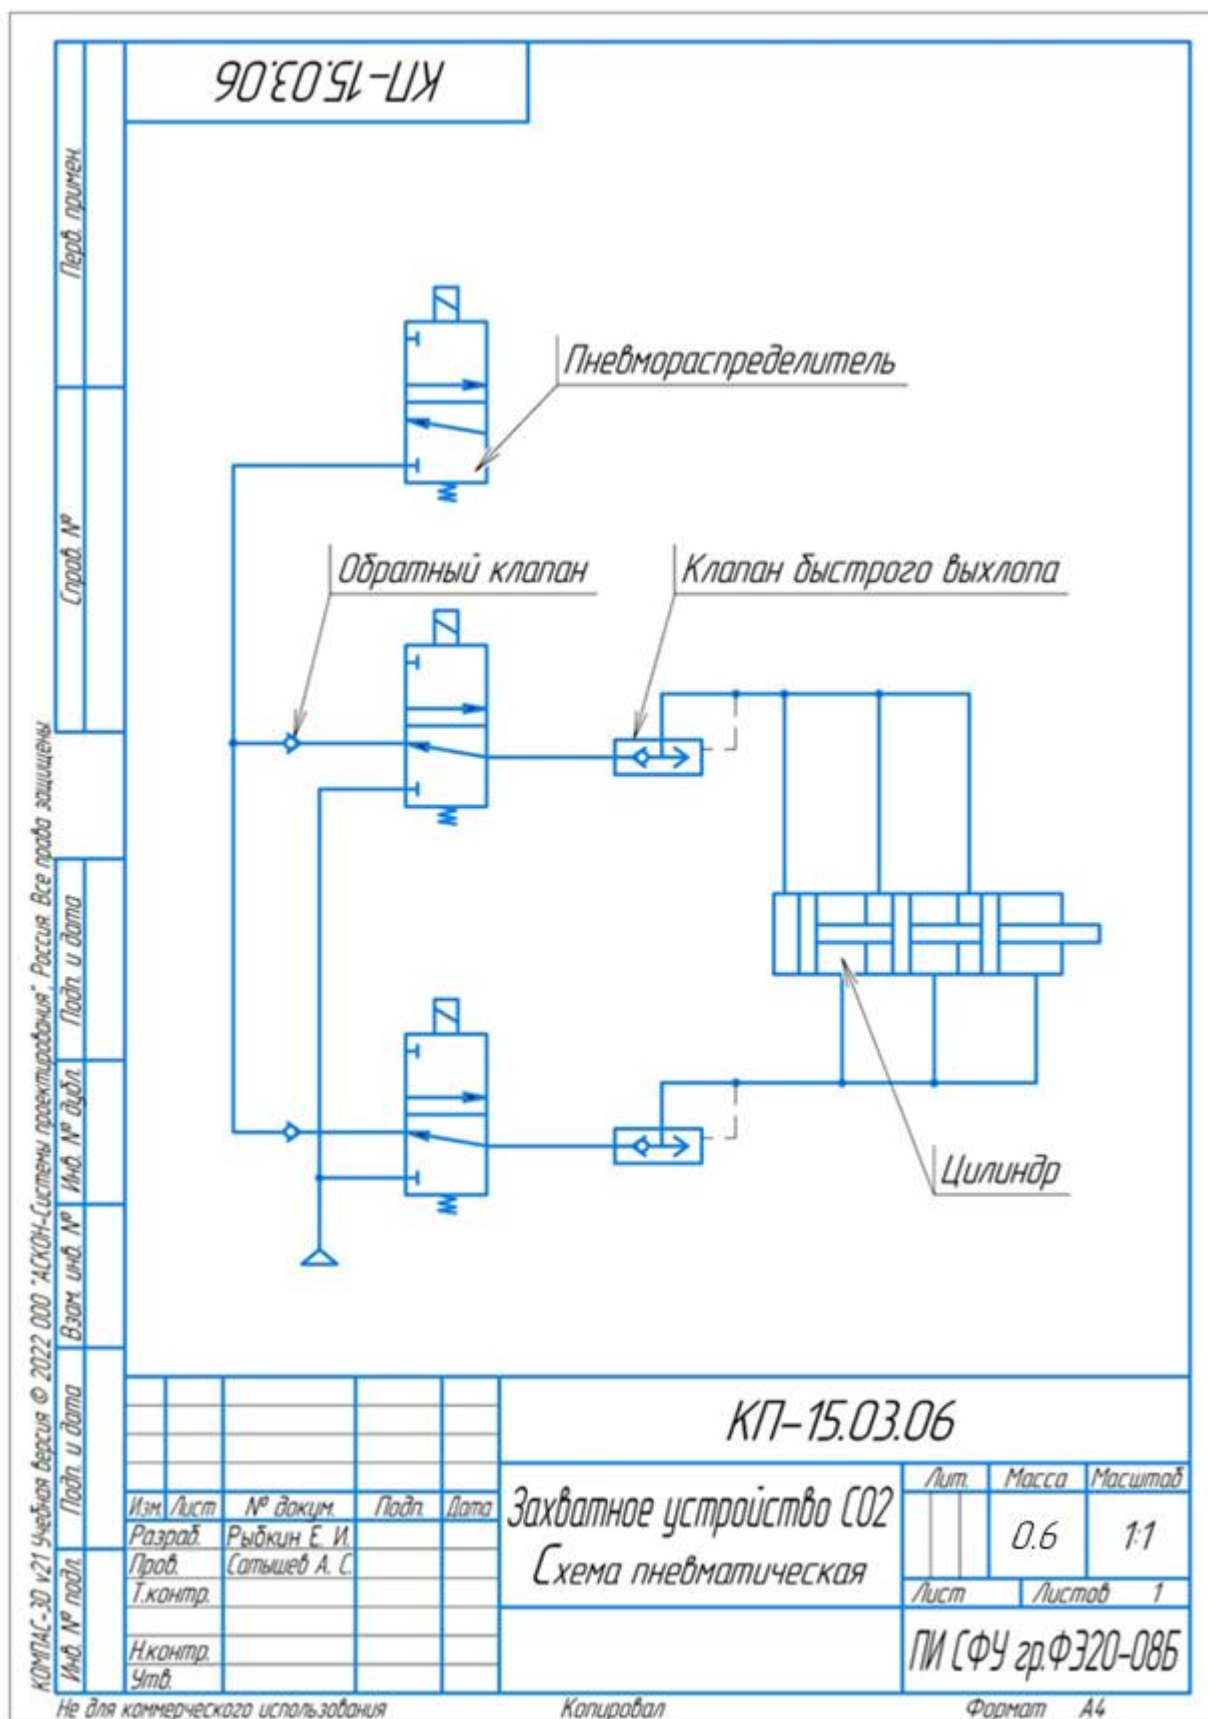 КП-15.03.06
Перв. примен.
Справ. №
Подп. и дата
Инв. № дубл.
Взам. инв. №
Подп. и дата
Инв. № подл.
КОМПАС-3D v21 Учебная версия © 2022 ООО "АСКОН-Системы проектирования", Россия. Все права защищены.
Пневмораспределитель
Обратный клапан
Клапан быстрого выхлопа
Цилиндр
КП-15.03.06
Изм. Лист № докум. Подп. Дата
Разраб. Рыбкин Е. И.
Пров. Сотышев А. С.
Т.контр.
Н.контр.
Утв.
Захватное устройство С02
Схема пневматическая
Лит. Масса Масштаб
0.6 1:1
Лист Листов 1
ПИ СФУ гр.ФЭ20-08Б
Не для коммерческого использования Копировал Формат А4